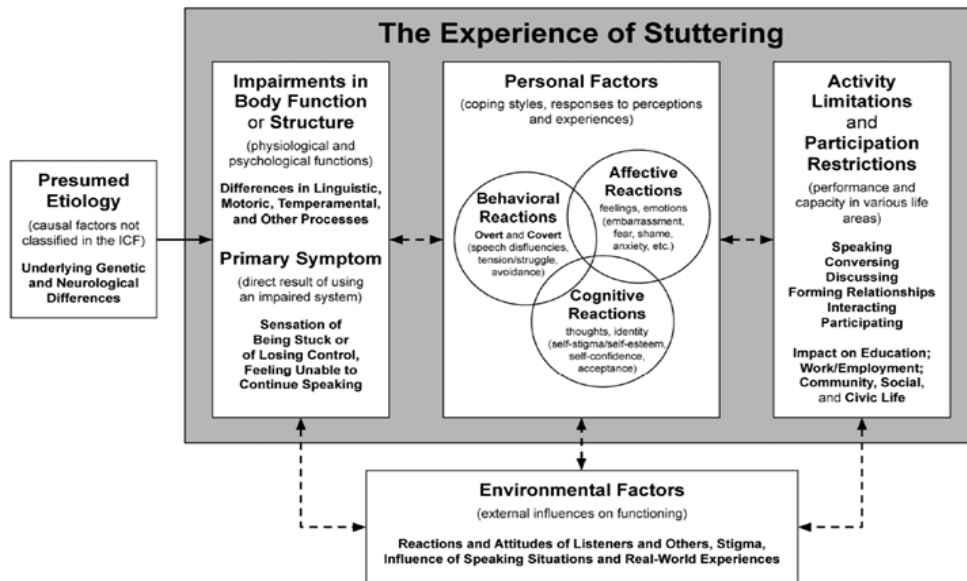 The Experience of Stuttering
Presumed
Etiology
(causal factors not
classified in the ICF)
Underlying Genetic
and Neurological
Differences
Impairments in
Body Function
or Structure
(physiological and
psychological functions)
Differences in Linguistic,
Motoric, Temperamental,
and Other Processes
Primary Symptom
(direct result of using
an impaired system)
Sensation of
Being Stuck or
of Losing Control,
Feeling Unable to
Continue Speaking
Personal Factors
(coping styles, responses to perceptions
and experiences)
Behavioral
Reactions
Overt and Covert
(speech disfluencies,
tension/struggle,
avoidance)
Affective
Reactions
feelings, emotions
(embarrassment,
fear, shame,
anxiety, etc.)
Cognitive
Reactions
thoughts, identity
(self-stigma/self-esteem,
self-confidence,
acceptance)
Activity
Limitations
and
Participation
Restrictions
(performance and
capacity in various life
areas)
Speaking
Conversing
Discussing
Forming Relationships
Interacting
Participating
Impact on Education;
Work/Employment;
Community, Social,
and Civic Life
Environmental Factors
(external influences on functioning)
Reactions and Attitudes of Listeners and Others, Stigma,
Influence of Speaking Situations and Real-World Experiences